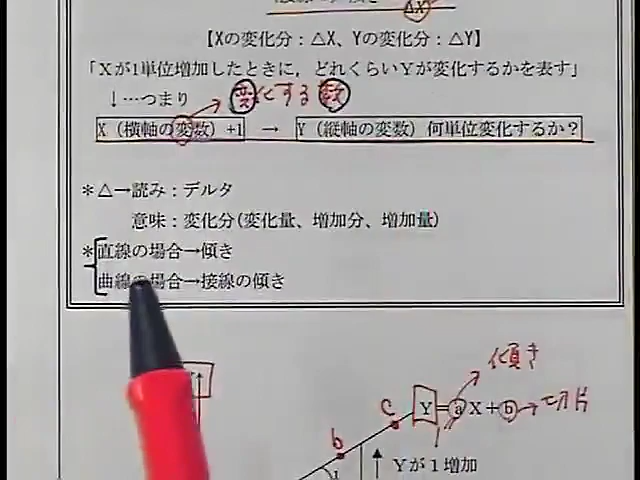 ΔX
【Xの変化分：△X、Yの変化分：△Y】
「Xが1単位増加したときに，どれくらいYが変化するかを表す」
↓…つまり 変化する数
X（横軸の変数）+1 → Y（縦軸の変数）何単位変化するか？
＊△→読み：デルタ
意味：変化分(変化量、増加分、増加量)
＊直線の場合→傾き
曲線の場合→接線の傾き
傾き
c Y=aX+b→切片
b
Yが1増加